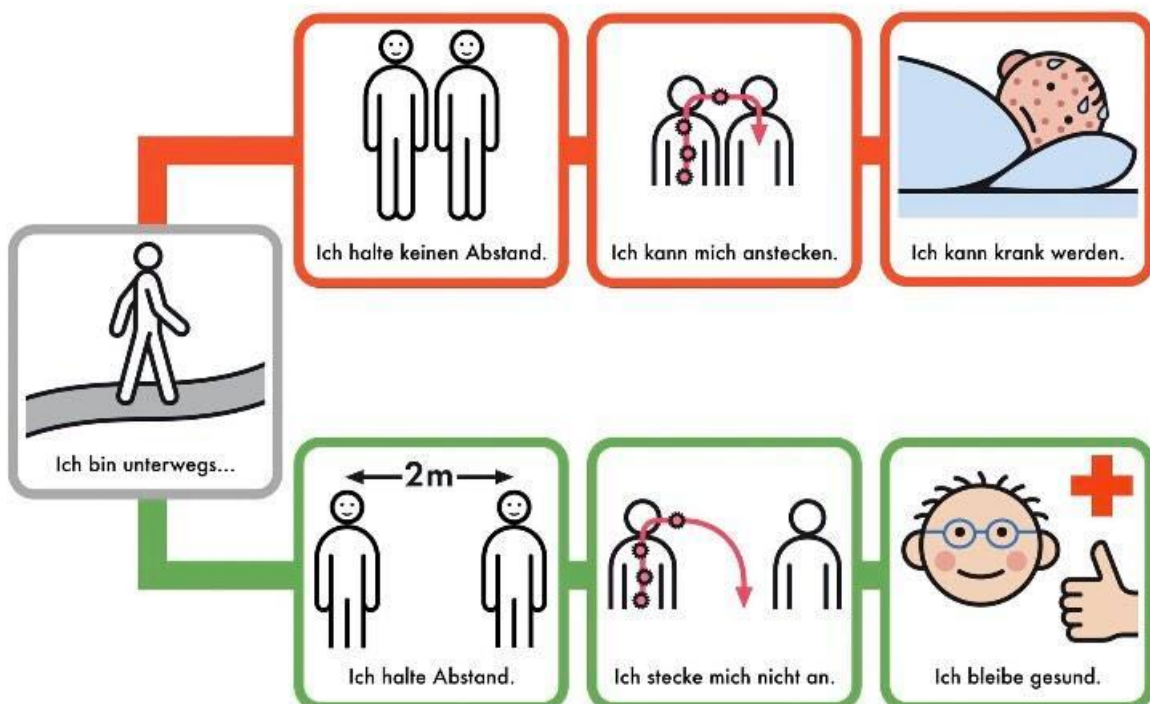 Ich bin unterwegs...
Ich halte keinen Abstand.
Ich kann mich anstecken.
Ich kann krank werden.
2m
Ich halte Abstand.
Ich stecke mich nicht an.
Ich bleibe gesund.